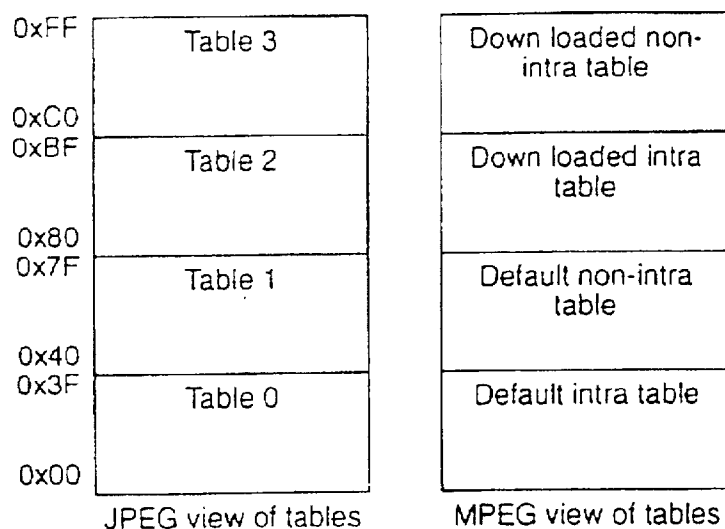 0xFF
Table 3
0xC0
0xBF
Table 2
0x80
0x7F
Table 1
0x40
0x3F
Table 0
0x00
JPEG view of tables
Down loaded non-
intra table
Down loaded intra
table
Default non-intra
table
Default intra table
MPEG view of tables